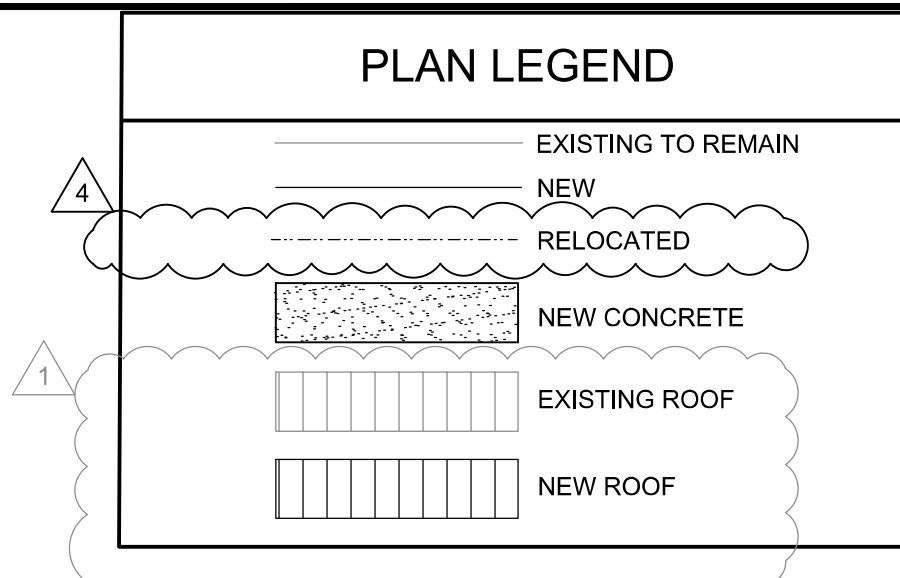 PLAN LEGEND
EXISTING TO REMAIN
4
NEW
RELOCATED
NEW CONCRETE
1
EXISTING ROOF
NEW ROOF